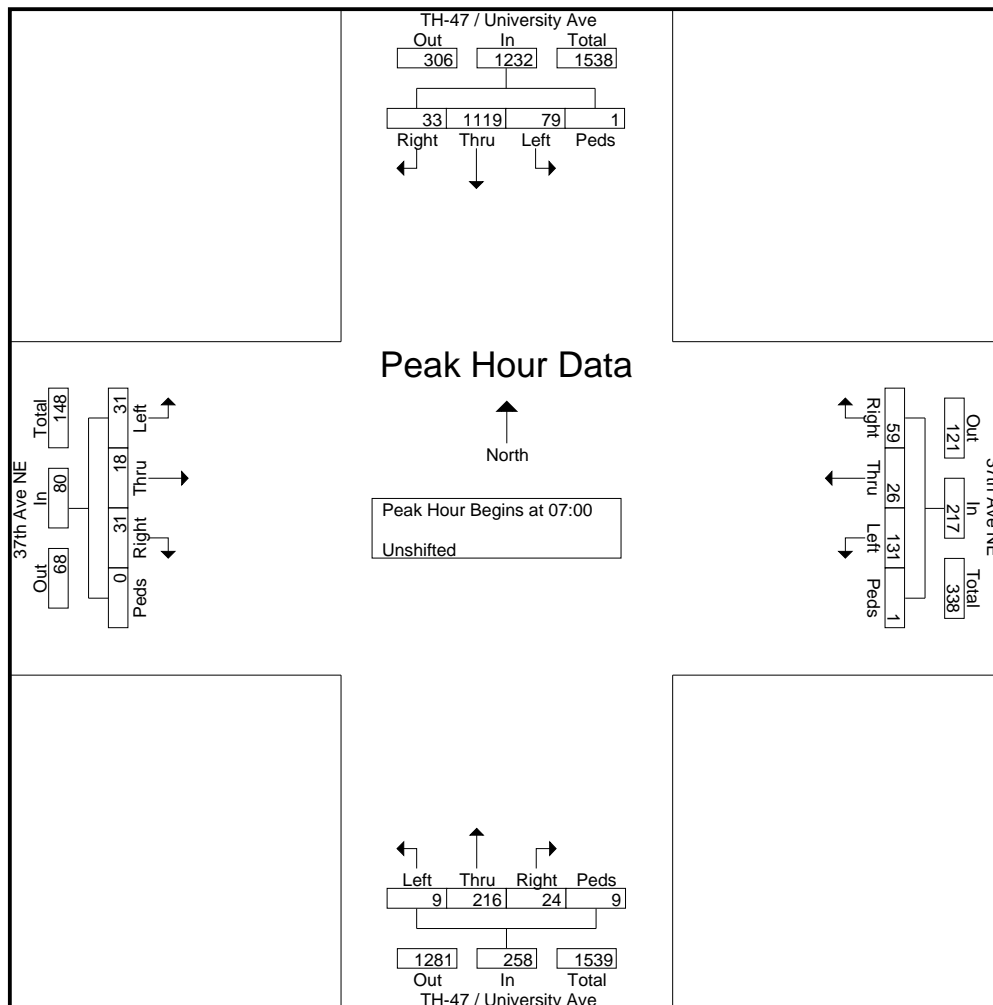 TH-47 / University Ave
Out In Total
306 1232 1538
33 1119 79 1
Right Thru Left Peds
Peak Hour Data
North
Peak Hour Begins at 07:00
Unshifted
37th Ave NE
Out In Total
68 80 148
31 18 31 0
Left Thru Right Peds
Right Thru Left Peds
59 26 131 1
Out In Total
121 217 338
37th Ave NE
Left Thru Right Peds
9 216 24 9
1281 258 1539
Out In Total
TH-47 / University Ave